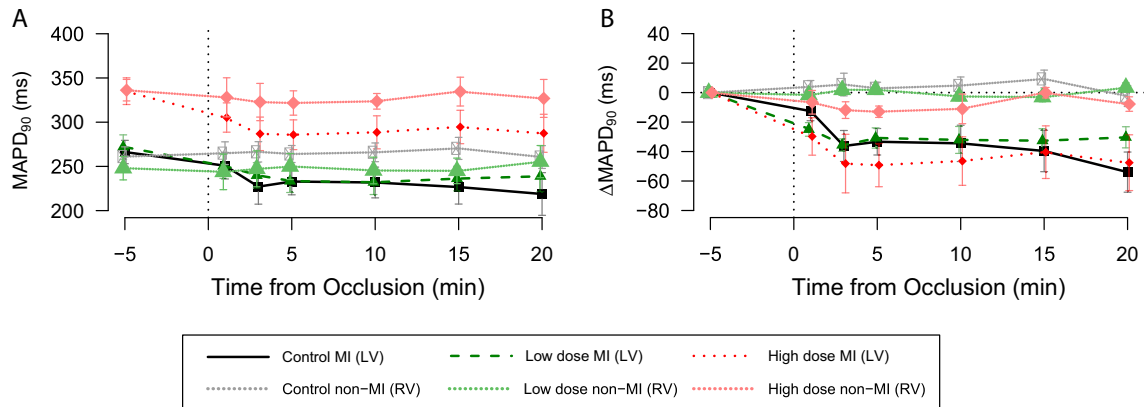 A
B
400
350
300
250
200
MAPD90 (ms)
−5 0 5 10 15 20
Time from Occlusion (min)
40
20
0
−20
−40
−60
−80
ΔMAPD90 (ms)
−5 0 5 10 15 20
Time from Occlusion (min)
Control MI (LV) Low dose MI (LV) High dose MI (LV)
Control non−MI (RV) Low dose non−MI (RV) High dose non−MI (RV)